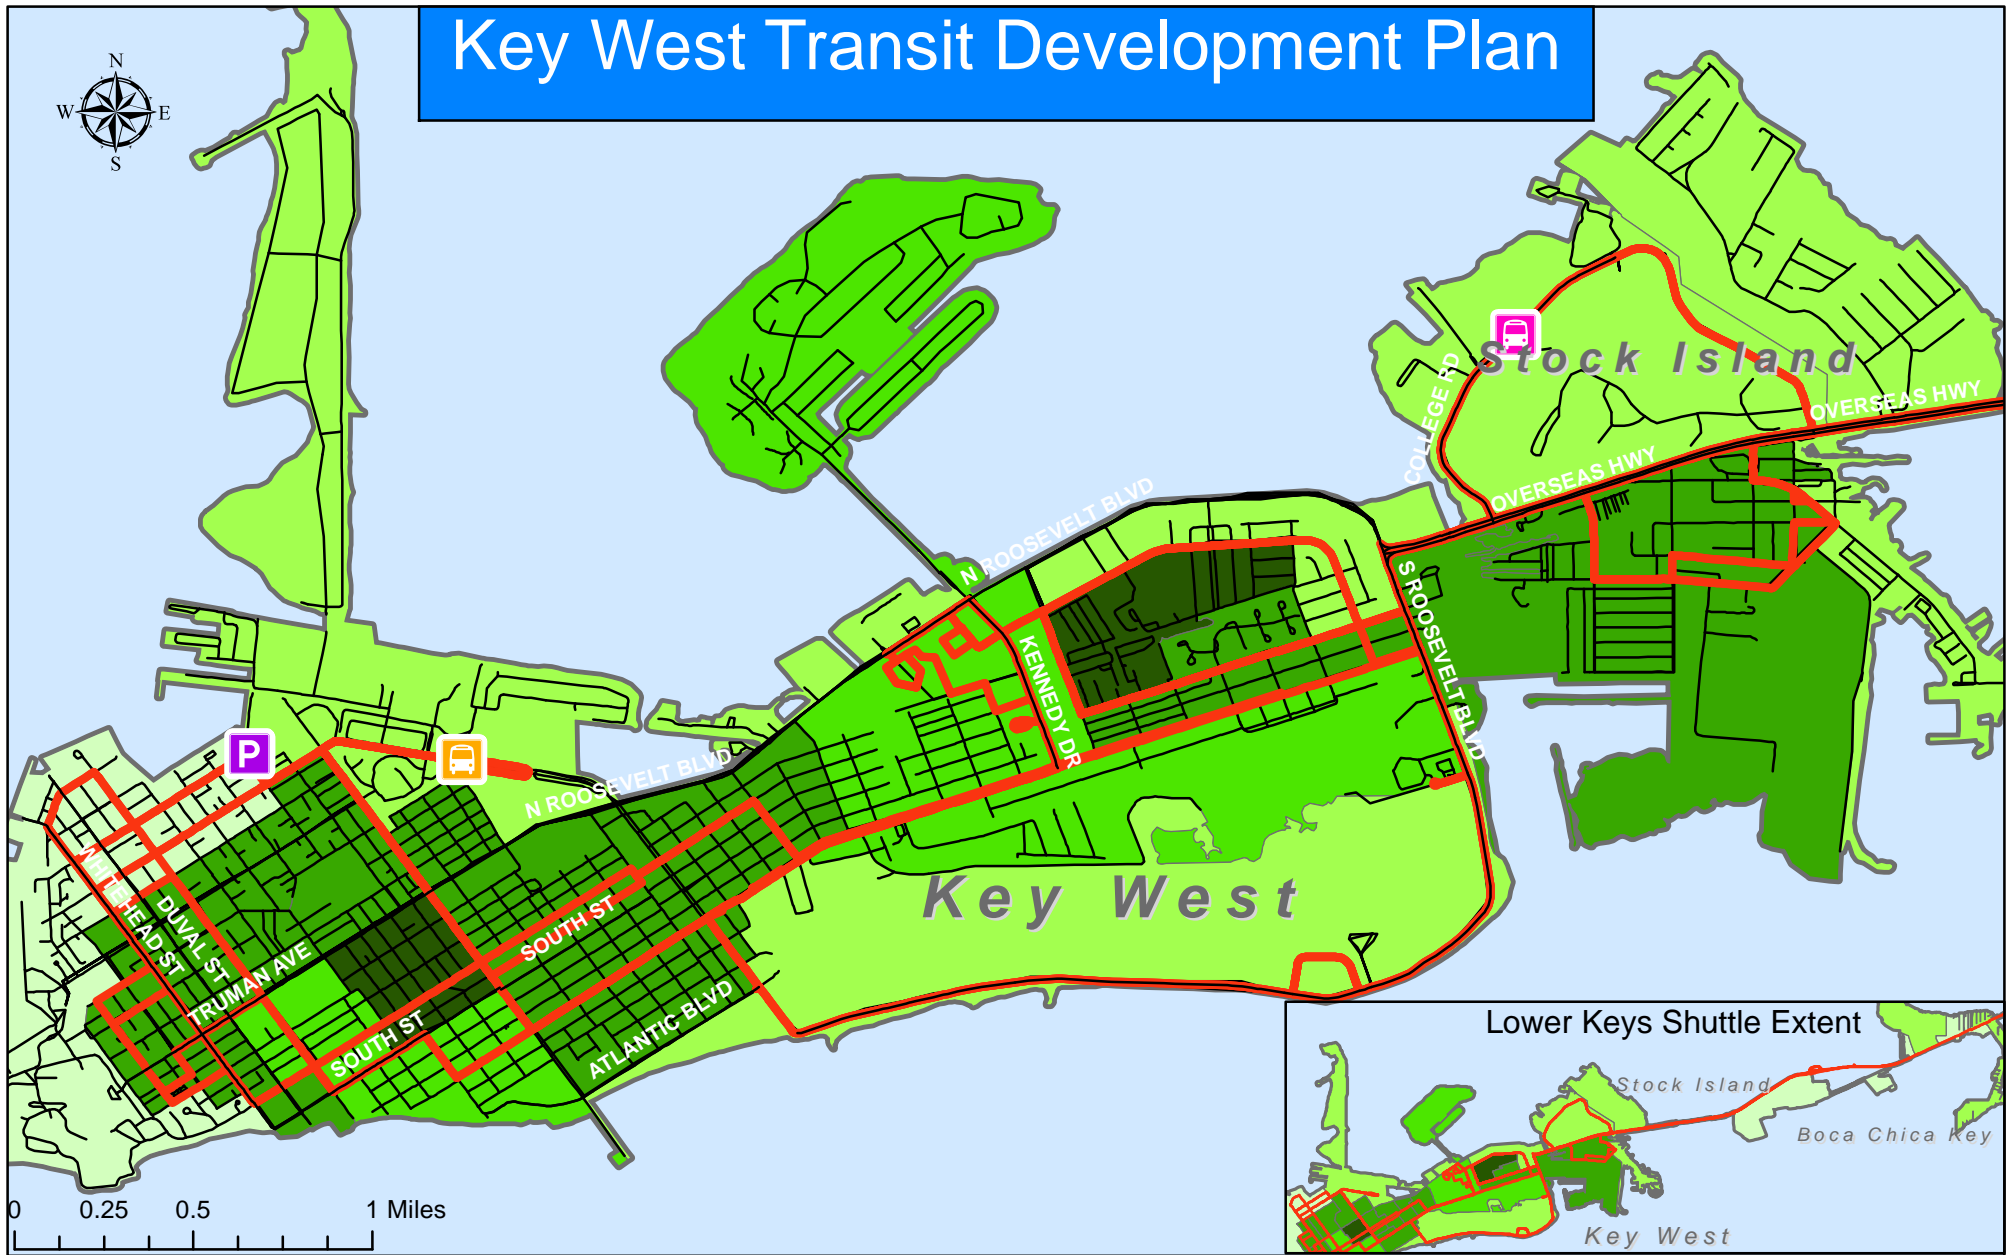 Key West Transit Development Plan
N
W E
S
Stock Island
COLLEGE RD
OVERSEAS HWY
OVERSEAS HWY
N ROOSEVELT BLVD
S ROOSEVELT BLVD
KENNEDY DR
P
N ROOSEVELT BLVD
Key West
WHITEHEAD ST
DUVAL ST
TRUMAN AVE
SOUTH ST
SOUTH ST
ATLANTIC BLVD
Lower Keys Shuttle Extent
Stock Island
Boca Chica Key
Key West
0 0.25 0.5 1 Miles